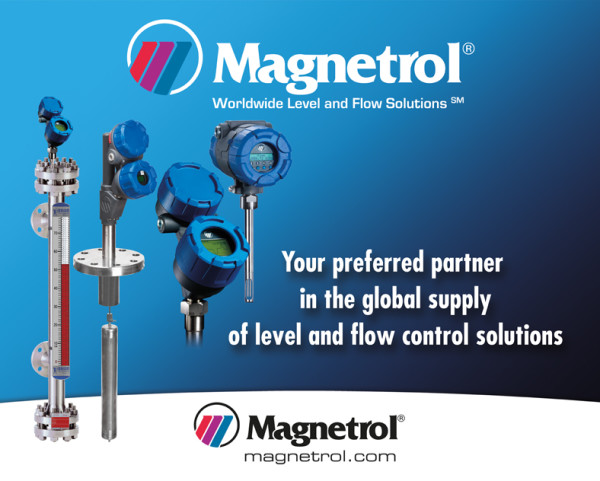 Magnetrol®
Worldwide Level and Flow Solutions SM
Your preferred partner
in the global supply
of level and flow control solutions
Magnetrol®
magnetrol.com